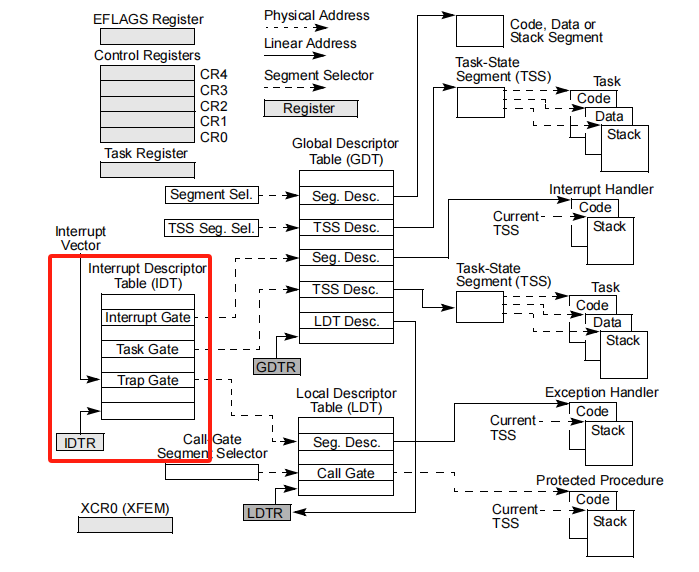 EFLAGS Register
Control Registers
CR4
CR3
CR2
CR1
CR0
Task Register
Physical Address
Linear Address
Segment Selector
Register
Code, Data or
Stack Segment
Task-State
Segment (TSS)
Task
Code
Data
Stack
Global Descriptor
Table (GDT)
Segment Sel.
Seg. Desc.
TSS Seg. Sel.
TSS Desc.
Seg. Desc.
TSS Desc.
LDT Desc.
GDTR
Interrupt Handler
Code
Current
TSS
Stack
Interrupt
Vector
Interrupt Descriptor
Table (IDT)
Interrupt Gate
Task Gate
Trap Gate
IDTR
Task-State
Segment (TSS)
Task
Code
Data
Stack
Local Descriptor
Table (LDT)
Call-Gate
Segment Selector
Seg. Desc.
Call Gate
LDTR
Exception Handler
Code
Current
TSS
Stack
Protected Procedure
Code
Current
TSS
Stack
XCR0 (XFEM)